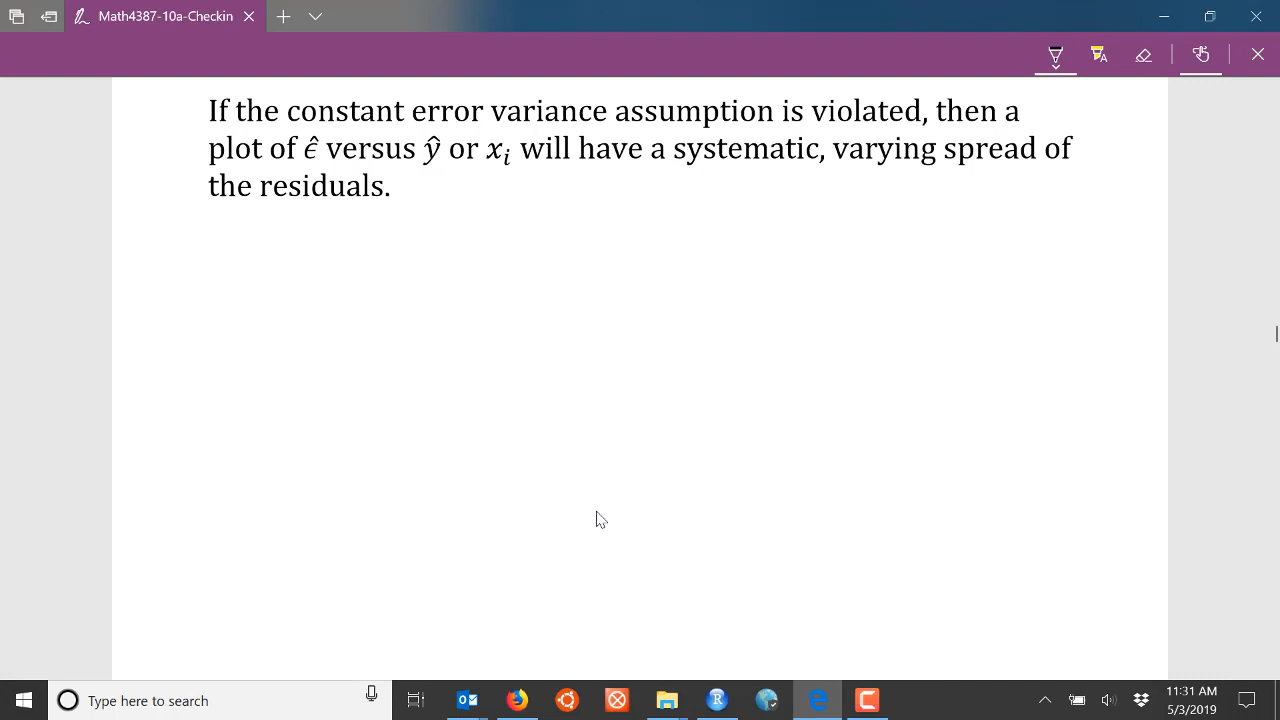 Math4387-10a-Checkin
If the constant error variance assumption is violated, then a
plot of ϵ̂ versus ŷ or xᵢ will have a systematic, varying spread of
the residuals.
Type here to search
11:31 AM
5/3/2019